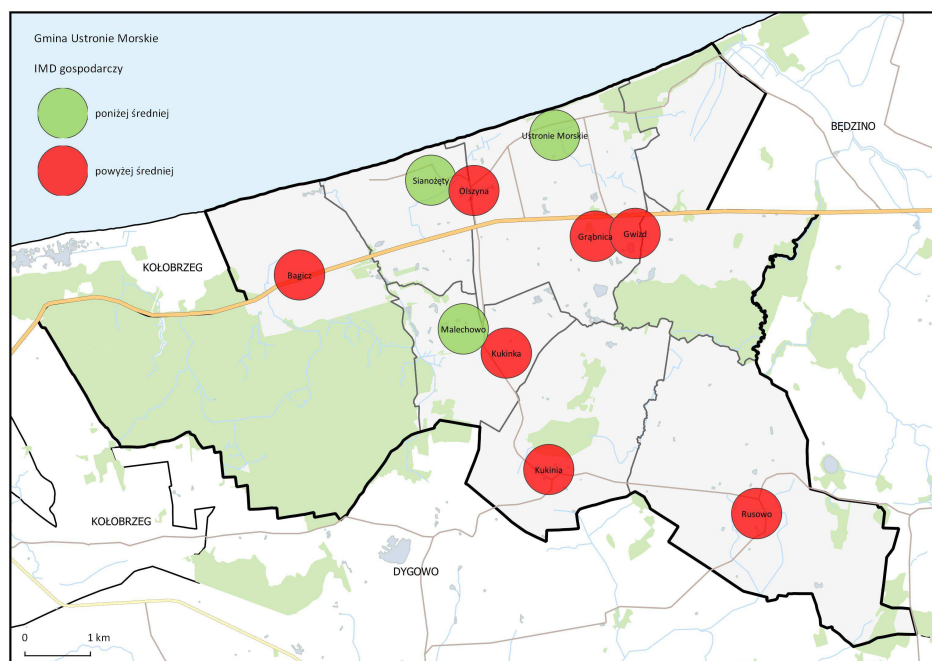 Gmina Ustronie Morskie
IMD gospodarczy
poniżej średniej
powyżej średniej
BĘDZINO
Ustronie Morskie
Sianożęty
Olszyna
Grąbnica
Gwizd
KOŁOBRZEG
Bagicz
Malechowo
Kukinka
Kukinia
Rusowo
KOŁOBRZEG
DYGOWO
0 1 km